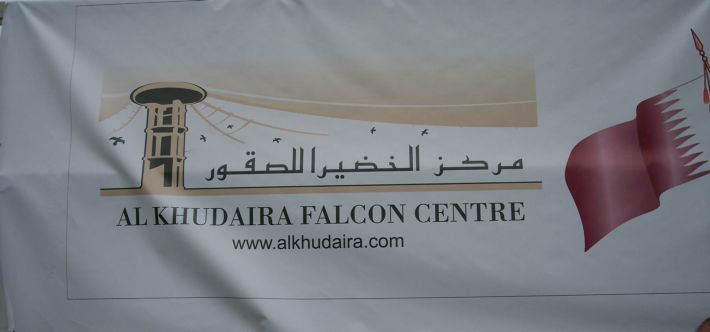 مركز الخضيرا للصقور
AL KHUDAIRA FALCON CENTRE
www.alkhudaira.com